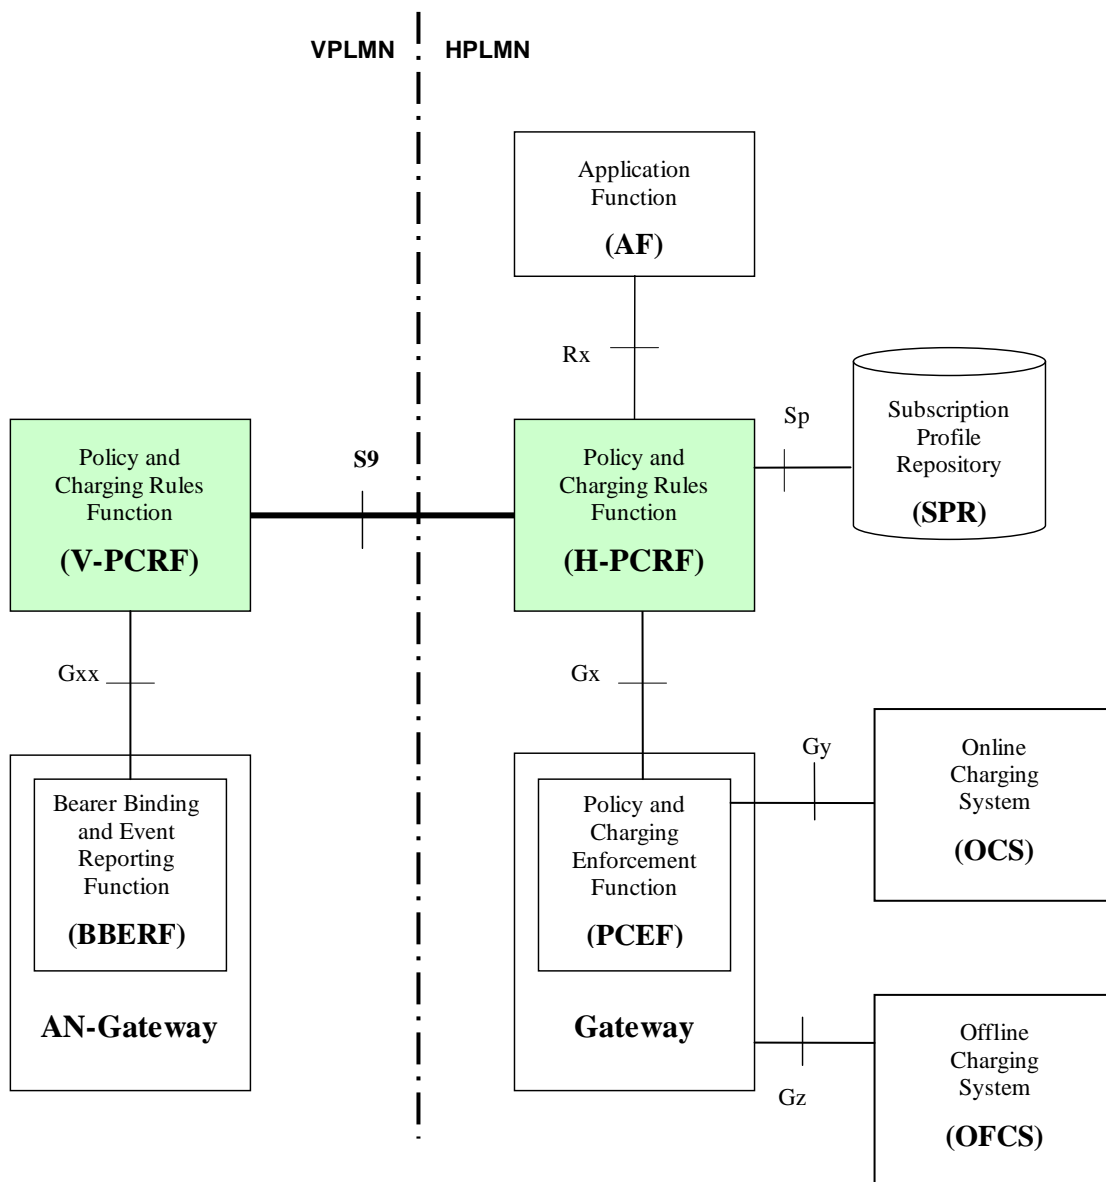 VPLMN
HPLMN
Application
Function
(AF)
Rx
Sp
Subscription
Profile
Repository
(SPR)
Policy and
Charging Rules
Function
(V-PCRF)
S9
Policy and
Charging Rules
Function
(H-PCRF)
Gxx
Gx
Bearer Binding
and Event
Reporting
Function
(BBERF)
AN-Gateway
Policy and
Charging
Enforcement
Function
(PCEF)
Gateway
Gy
Online
Charging
System
(OCS)
Gz
Offline
Charging
System
(OFCS)